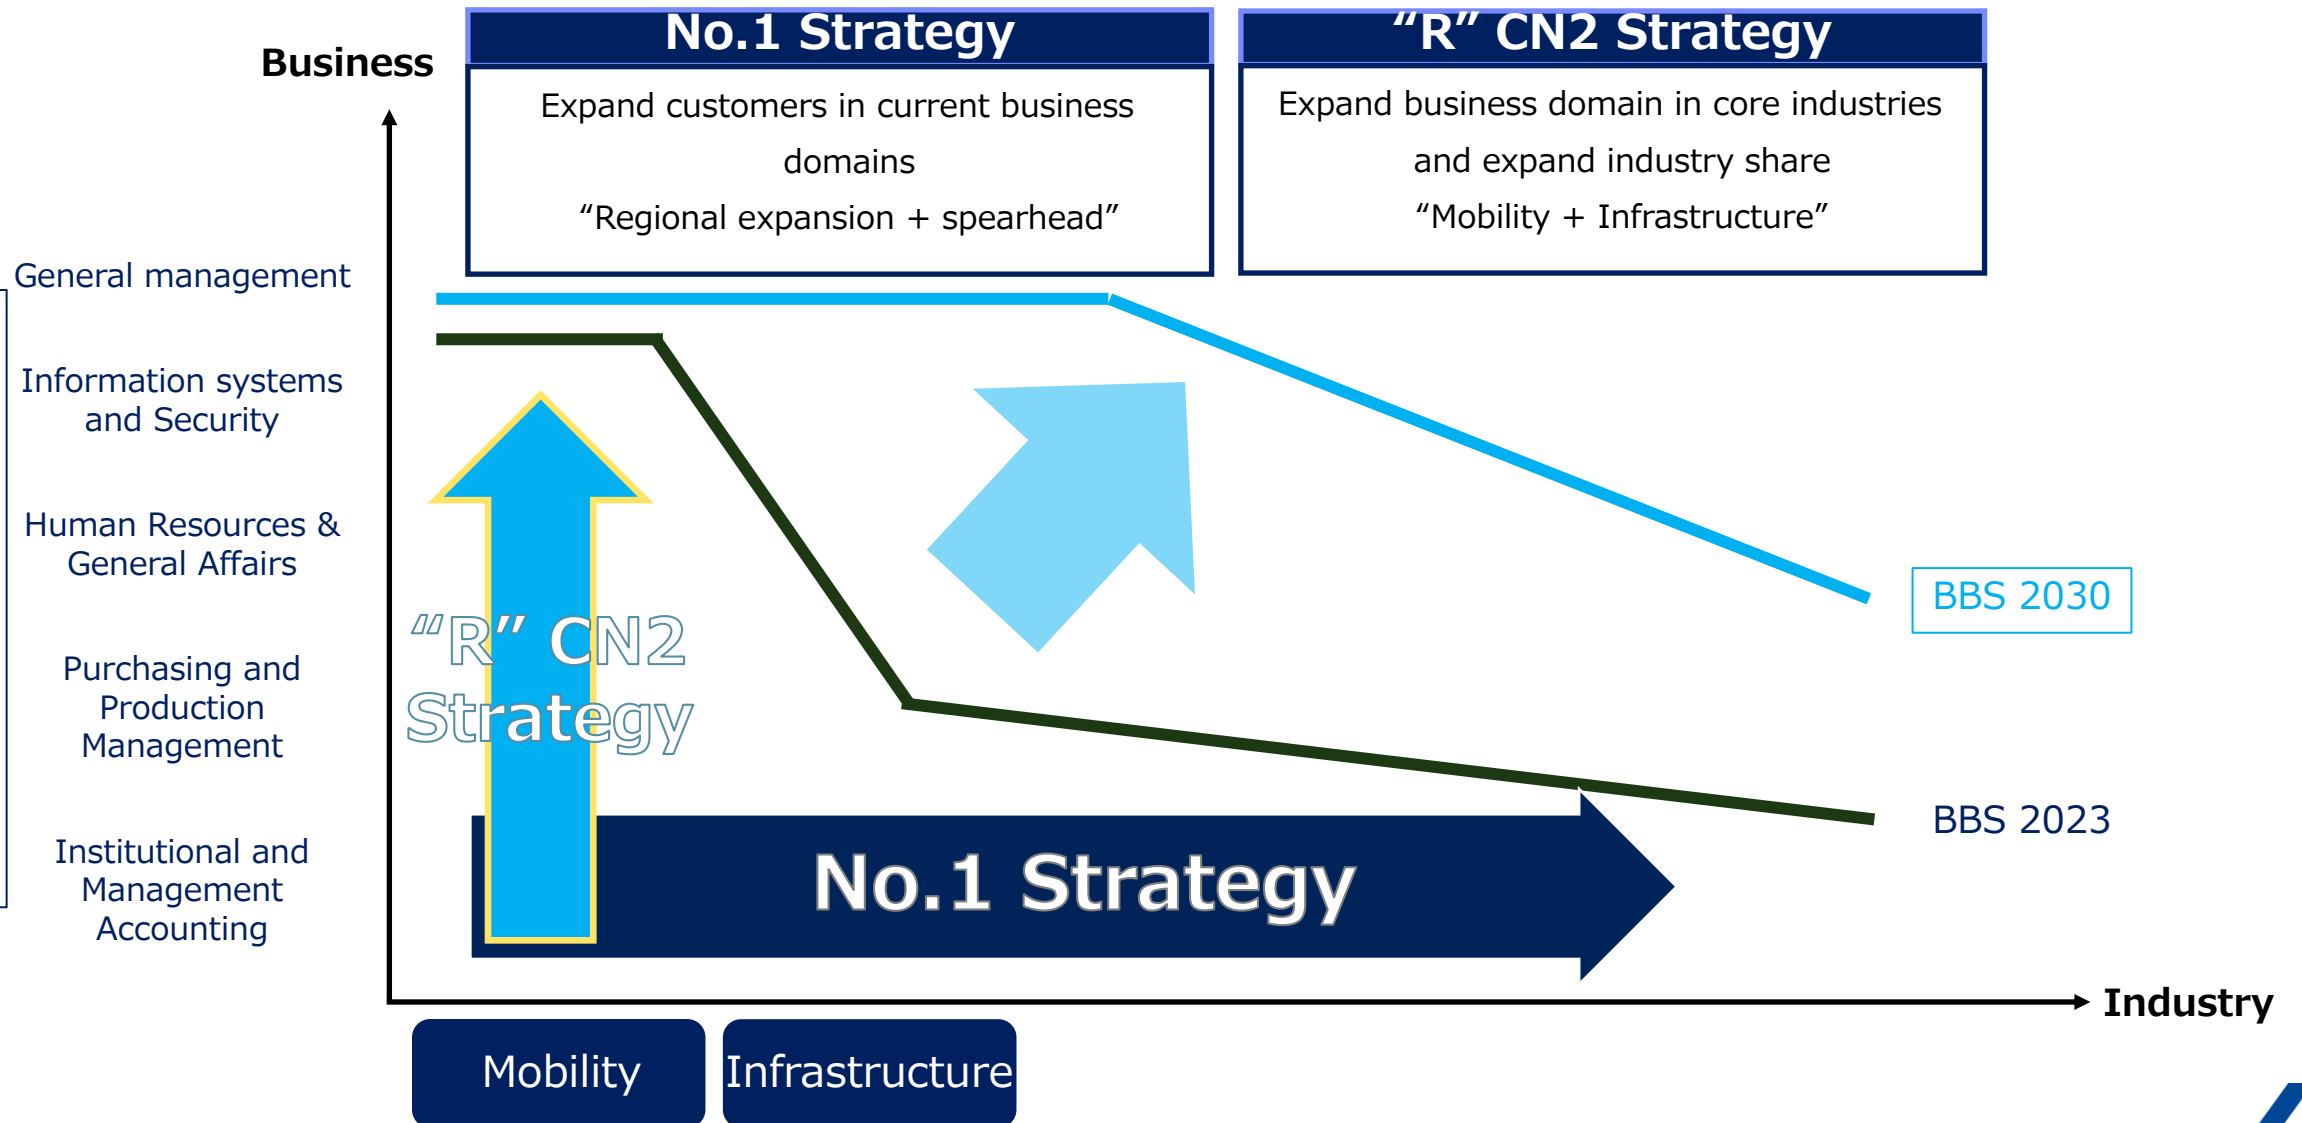 No.1 Strategy
“R” CN2 Strategy
Business
Expand customers in current business
domains
“Regional expansion + spearhead”
Expand business domain in core industries
and expand industry share
“Mobility + Infrastructure”
General management
Information systems
and Security
Human Resources &
General Affairs
Purchasing and
Production
Management
Institutional and
Management
Accounting
“R” CN2
Strategy
No.1 Strategy
BBS 2030
BBS 2023
Industry
Mobility
Infrastructure